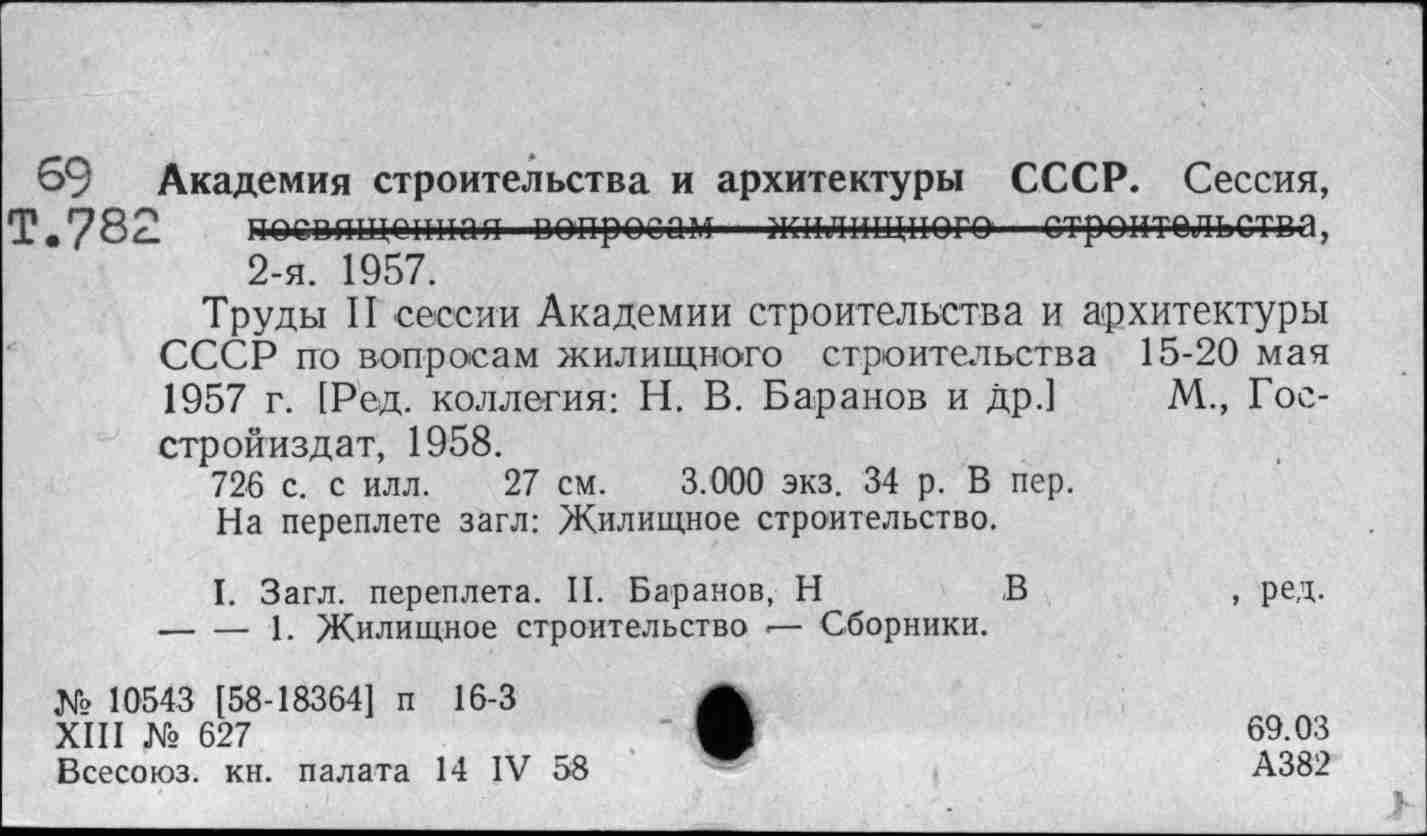 69 Академия строительства и архитектуры СССР. Сессия,
Т.782 посвященная вопросам жилищного строительства,
2-я. 1957.
Труды II сессии Академии строительства и архитектуры
СССР по вопросам жилищного строительства 15-20 мая
1957 г. [Ред. коллегия: Н. В. Баранов и др.] М., Гос-
стройиздат, 1958.
726 с. с илл. 27 см. 3.000 экз. 34 р. В пер.
На переплете загл: Жилищное строительство.
I. Загл. переплета. II. Баранов, Н В , ред.
— — 1. Жилищное строительство — Сборники.
№ 10543 [58-18364] п 16-3
XIII № 627 69.03
Всесоюз. кн. палата 14 IV 58 А382